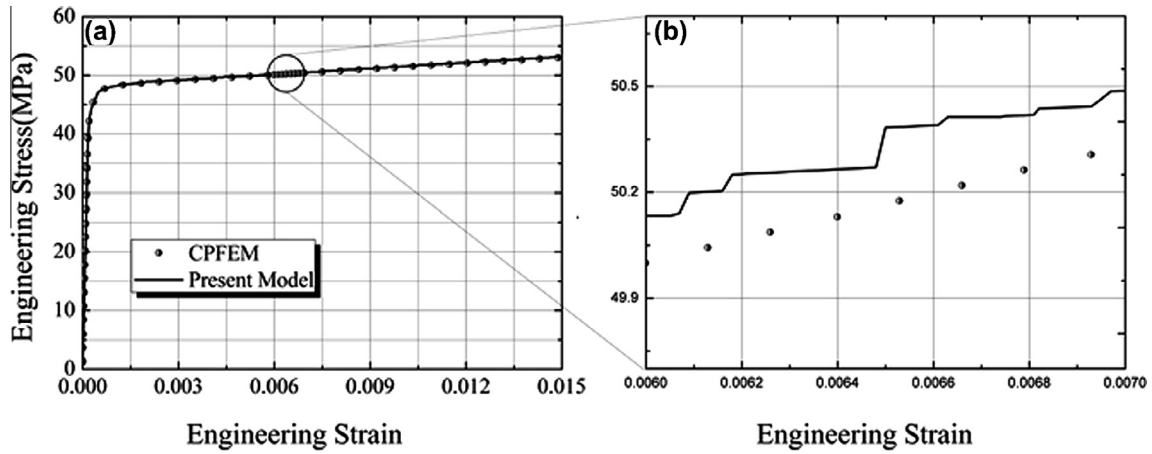 (a)
60
50
40
30
20
10
0
Engineering Stress(MPa)
CPFEM
Present Model
0.000 0.003 0.006 0.009 0.012 0.015
Engineering Strain
(b)
50.5
50.2
49.9
0.0060 0.0062 0.0064 0.0066 0.0068 0.0070
Engineering Strain